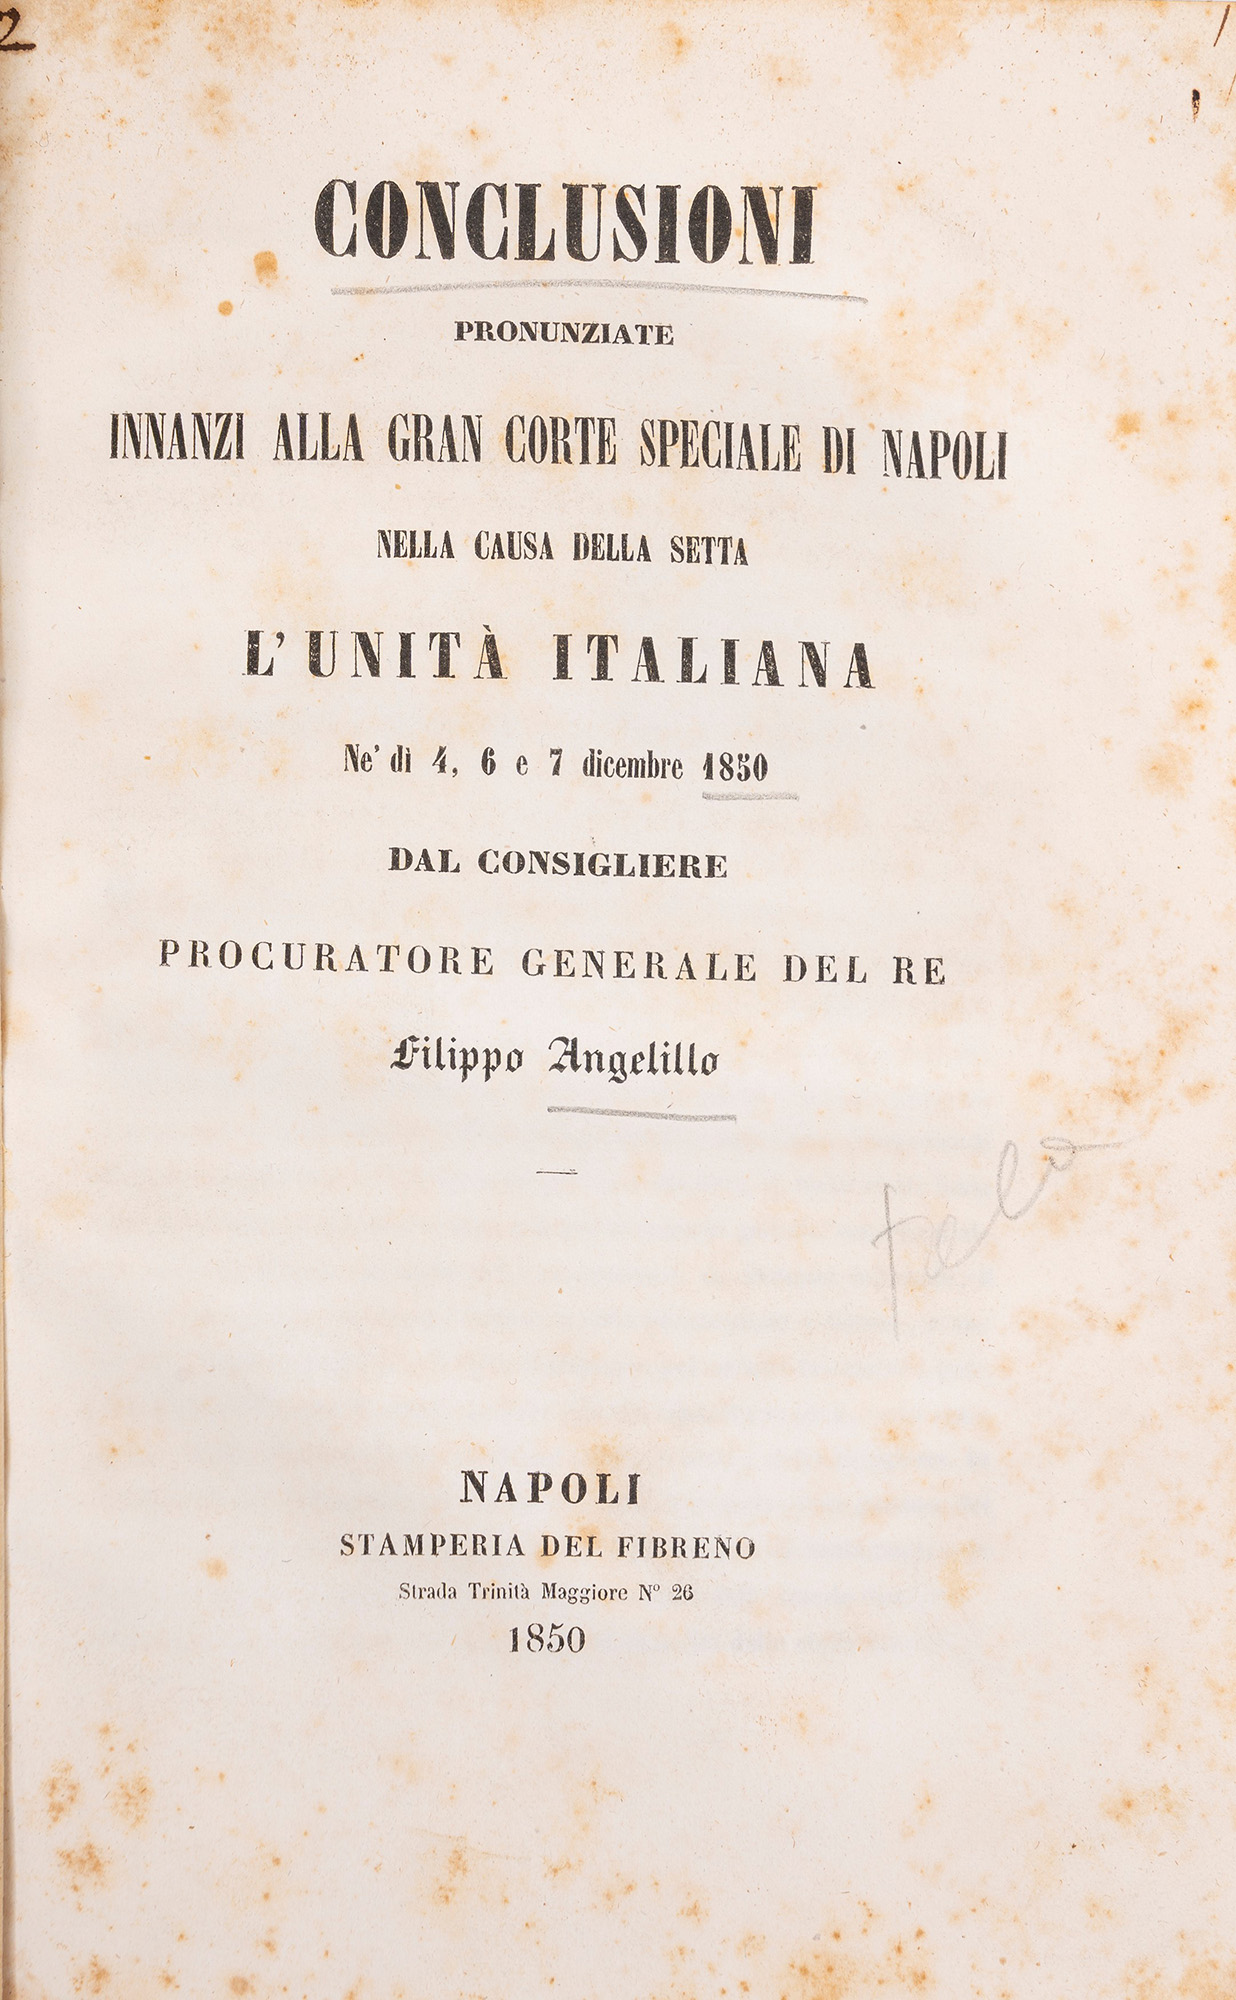 2
CONCLUSIONI
PRONUNZIATE
INNANZI ALLA GRAN CORTE SPECIALE DI NAPOLI
NELLA CAUSA DELLA SETTA
L'UNITÀ ITALIANA
Ne' dì 4, 6 e 7 dicembre 1850
DAL CONSIGLIERE
PROCURATORE GENERALE DEL RE
Filippo Angelillo
NAPOLI
STAMPERIA DEL FIBRENO
Strada Trinità Maggiore Nº 26
1850